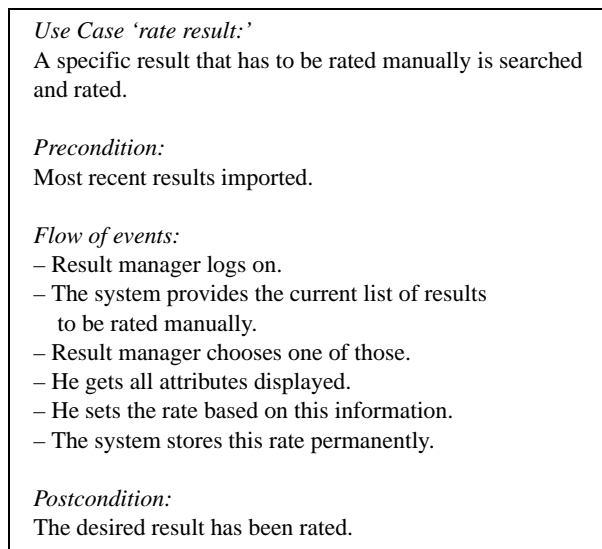 Use Case ‘rate result:’
A specific result that has to be rated manually is searched
and rated.
Precondition:
Most recent results imported.
Flow of events:
– Result manager logs on.
– The system provides the current list of results
to be rated manually.
– Result manager chooses one of those.
– He gets all attributes displayed.
– He sets the rate based on this information.
– The system stores this rate permanently.
Postcondition:
The desired result has been rated.